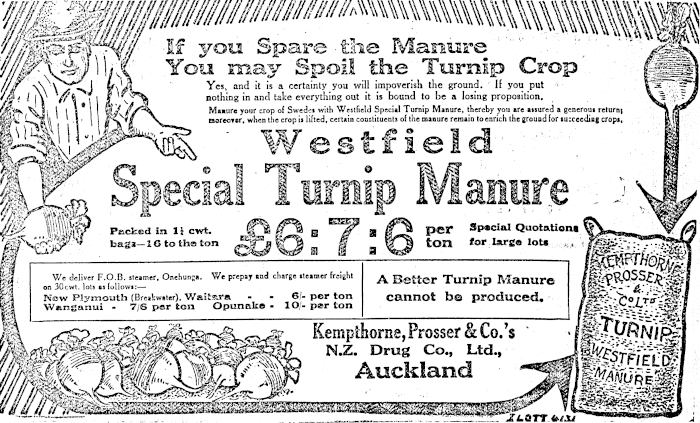 If you Spare the Manure
You may Spoil the Turnip Crop
Yes, and it is a certainty you will impoverish the ground. If you put
nothing in and take everything out it is bound to be a losing proposition.
Manure your crop of Swedes with Westfield Special Turnip Manure, thereby you are assured a generous return;
moreover, when the crop is lifted, certain constituents of the manure remain to enrich the ground for succeeding crops.
Westfield
Special Turnip Manure
Packed in 1¼ cwt.
bags—16 to the ton
£6:7:6 per
ton
Special Quotations
for large lots
We deliver F.O.B. steamer, Onehunga. We prepay and charge steamer freight
on 30 cwt. lots as follows:—
New Plymouth (Breakwater), Waitara - - 6/- per ton
Wanganui - 7/6 per ton Opunake - 10/- per ton
A Better Turnip Manure
cannot be produced.
Kempthorne, Prosser & Co.'s
N.Z. Drug Co., Ltd.,
Auckland
KEMPTHORNE
PROSSER
&
Co LTD
TURNIP
WESTFIELD
MANURE